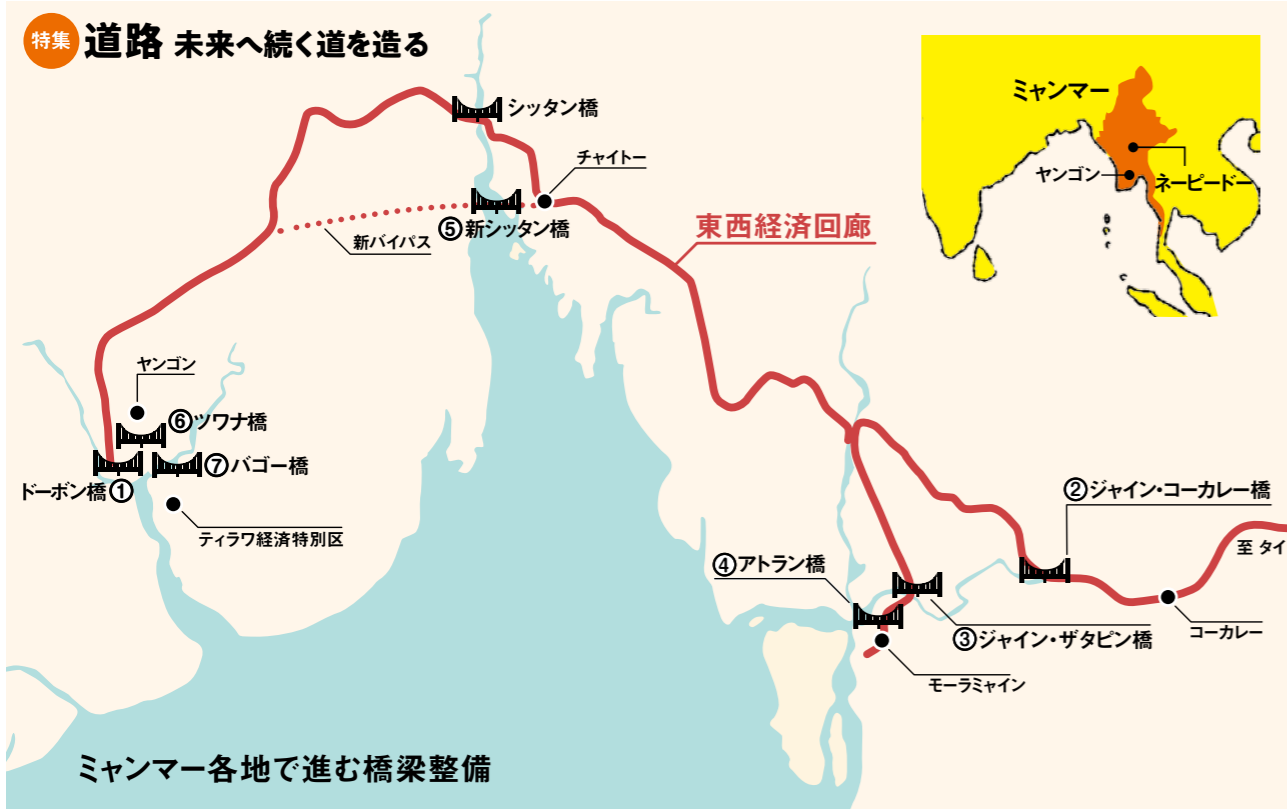 特集 道路 未来へ続く道を造る
シッタン橋
チャイトー
⑤新シッタン橋
新バイパス
東西経済回廊
ミャンマー
ヤンゴン
ネーピードー
ヤンゴン
⑥ツワナ橋
⑦バゴー橋
ドーボン橋①
ティラワ経済特別区
②ジャイン・コーカレー橋
至 タイ
④アトラン橋
コーカレー
③ジャイン・ザタピン橋
モーラミャイン
ミャンマー各地で進む橋梁整備